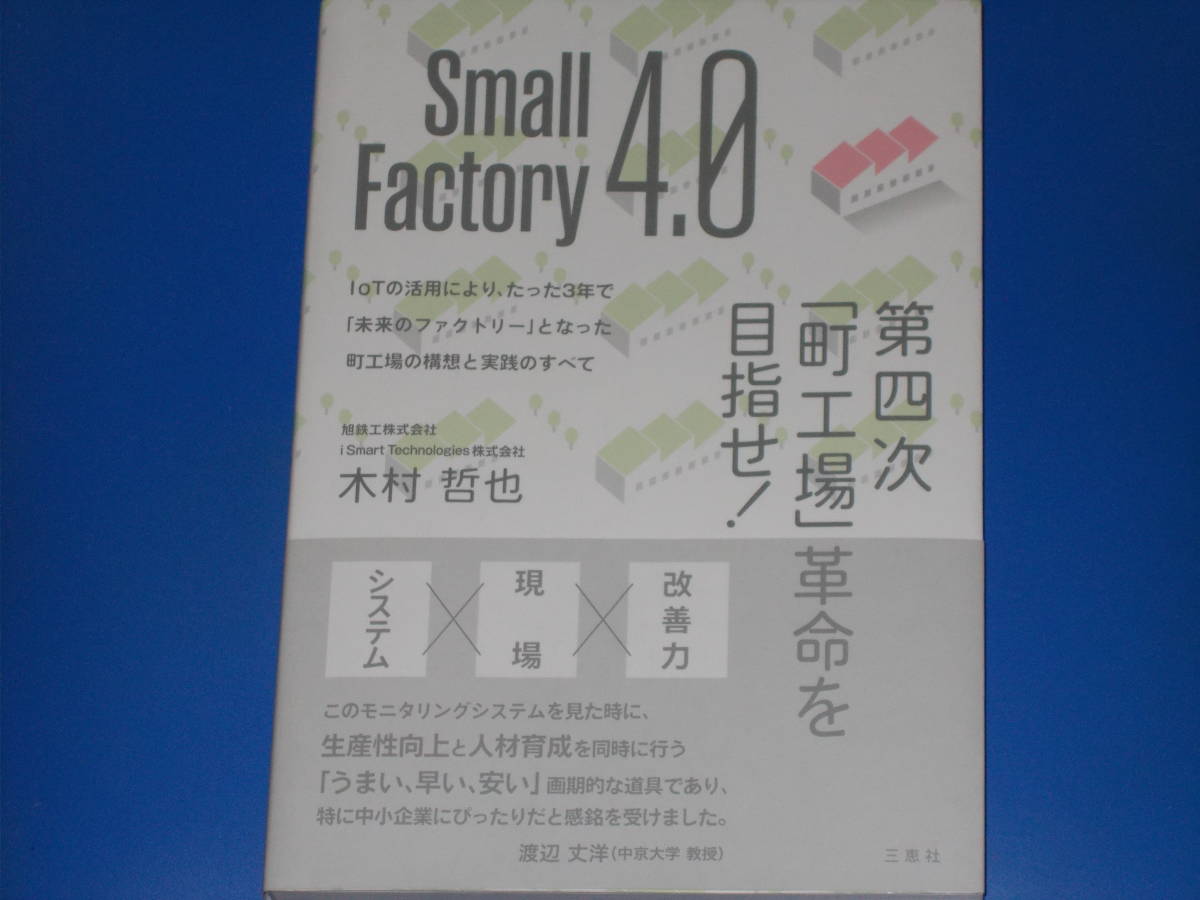 Small
Factory
4.0
第四次
「町工場」革命を
目指せ!
IoTの活用により、たった3年で
「未来のファクトリー」となった
町工場の構想と実践のすべて
旭鉄工株式会社
i Smart Technologies 株式会社
木村 哲也
システム
現場
改善力
このモニタリングシステムを見た時に、
生産性向上と人材育成を同時に行う
「うまい、早い、安い」画期的な道具であり、
特に中小企業にぴったりだと感銘を受けました。
渡辺 丈洋(中京大学 教授)
三恵社